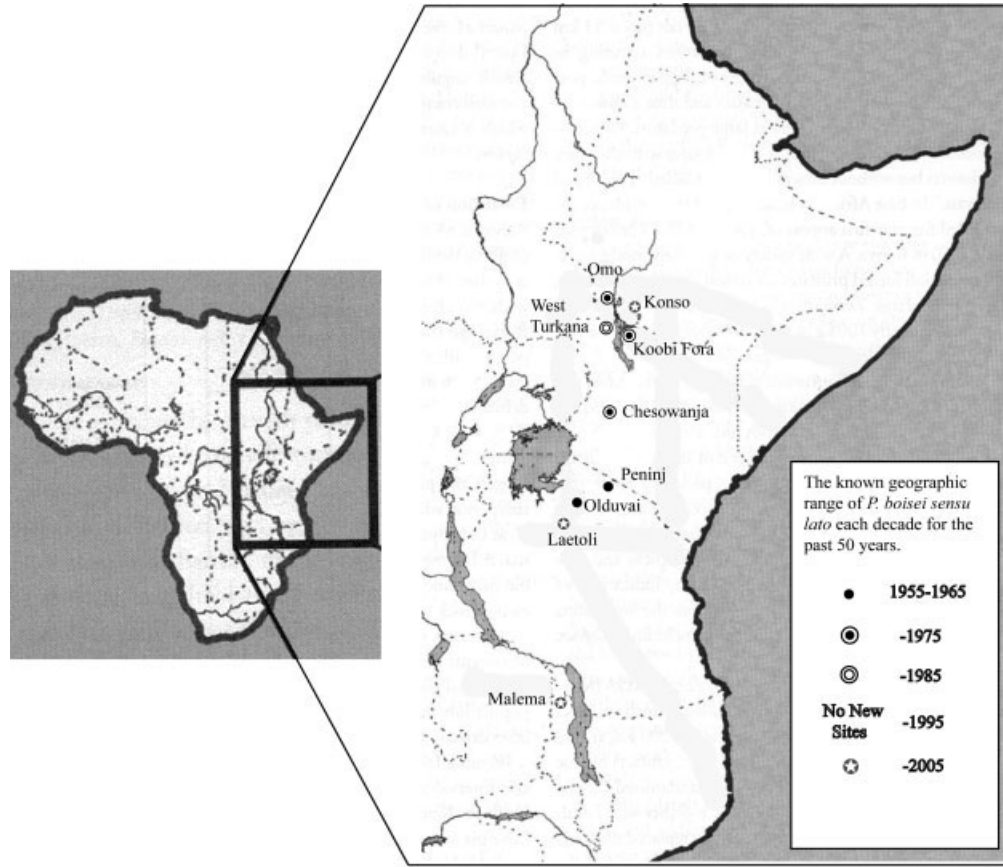 Omo
West
Turkana
Konso
Koobi Fora
Chesowanja
Peninj
Olduvai
Laetoli
Malema
The known geographic
range of P. boisei sensu
lato each decade for the
past 50 years.
1955-1965
-1975
-1985
No New
Sites
-1995
-2005